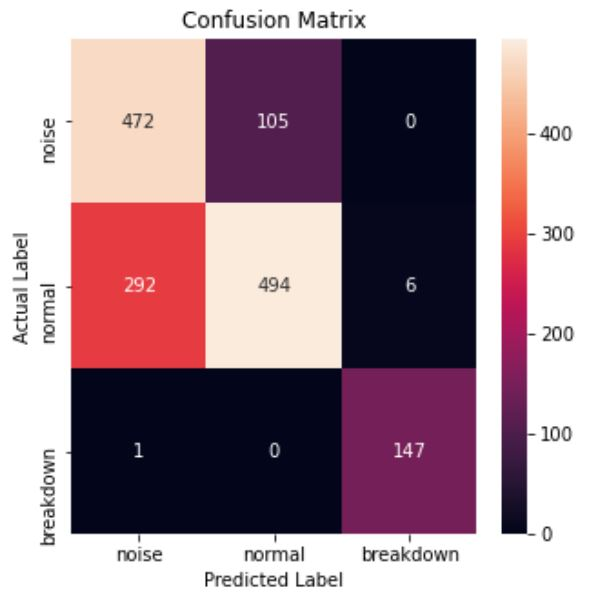 Confusion Matrix
noise
472
105
0
400
300
Actual Label
normal
292
494
6
200
100
breakdown
1
0
147
0
noise
normal
breakdown
Predicted Label